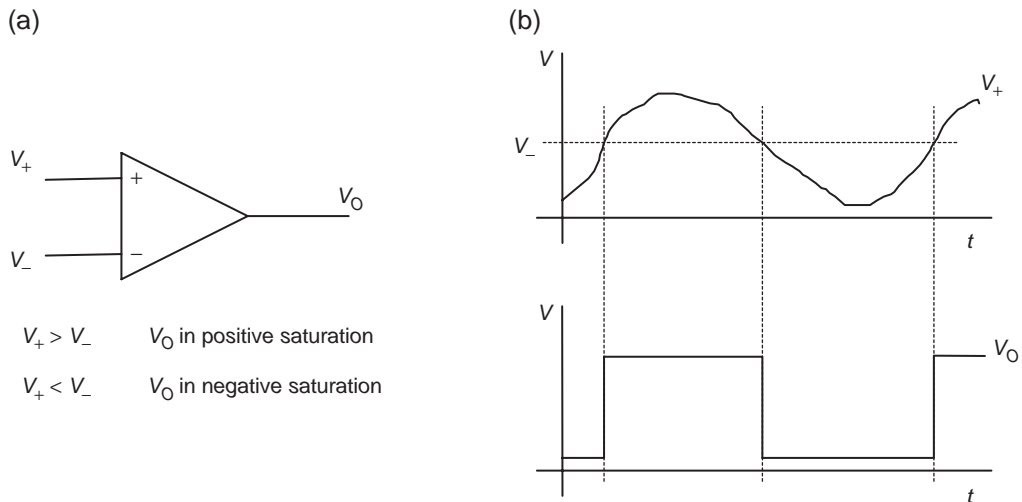 (a)
V+
+
V−
−
VO
V+ > V− VO in positive saturation
V+ < V− VO in negative saturation
(b)
V
V+
V−
t
V
VO
t